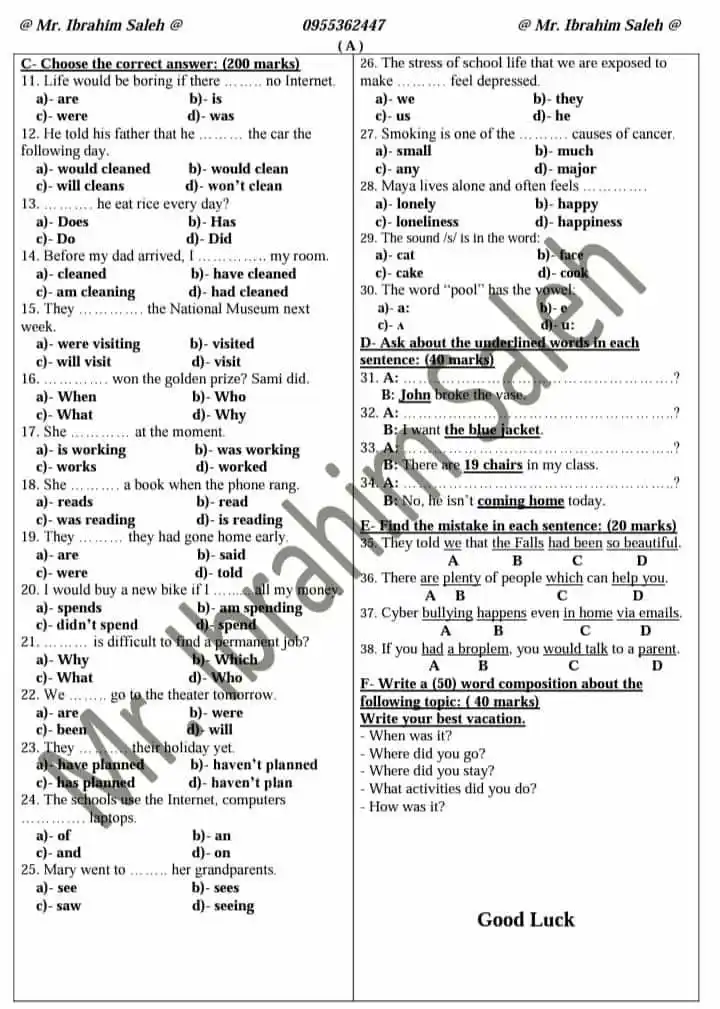 @ Mr. Ibrahim Saleh @ 0955362447 @ Mr. Ibrahim Saleh @
( A )
C- Choose the correct answer: (200 marks)
11. Life would be boring if there ........ no Internet.
a)- are b)- is
c)- were d)- was
12. He told his father that he ......... the car the
following day.
a)- would cleaned b)- would clean
c)- will cleans d)- won't clean
13. .......... he eat rice every day?
a)- Does b)- Has
c)- Do d)- Did
14. Before my dad arrived, I .............. my room.
a)- cleaned b)- have cleaned
c)- am cleaning d)- had cleaned
15. They ............. the National Museum next
week.
a)- were visiting b)- visited
c)- will visit d)- visit
16. ............. won the golden prize? Sami did.
a)- When b)- Who
c)- What d)- Why
17. She ............ at the moment.
a)- is working b)- was working
c)- works d)- worked
18. She .......... a book when the phone rang.
a)- reads b)- read
c)- was reading d)- is reading
19. They ......... they had gone home early.
a)- are b)- said
c)- were d)- told
20. I would buy a new bike if I ......... all my money.
a)- spends b)- am spending
c)- didn't spend d)- spend
21. ......... is difficult to find a permanent job?
a)- Why b)- Which
c)- What d)- Who
22. We ........ go to the theater tomorrow.
a)- are b)- were
c)- been d)- will
23. They .......... their holiday yet.
a)- have planned b)- haven't planned
c)- has planned d)- haven't plan
24. The schools use the Internet, computers
............. laptops.
a)- of b)- an
c)- and d)- on
25. Mary went to ........ her grandparents.
a)- see b)- sees
c)- saw d)- seeing
26. The stress of school life that we are exposed to
make .......... feel depressed.
a)- we b)- they
c)- us d)- he
27. Smoking is one of the .......... causes of cancer.
a)- small b)- much
c)- any d)- major
28. Maya lives alone and often feels .............
a)- lonely b)- happy
c)- loneliness d)- happiness
29. The sound /s/ is in the word:
a)- cat b)- face
c)- cake d)- cook
30. The word “pool” has the vowel:
a)- a: b)- e
c)- ʌ d)- u:
D- Ask about the underlined words in each
sentence: (40 marks)
31. A: ......................................................?
B: John broke the vase.
32. A: ......................................................?
B: I want the blue jacket.
33. A: ......................................................?
B: There are 19 chairs in my class.
34. A: ......................................................?
B: No, he isn't coming home today.
E- Find the mistake in each sentence: (20 marks)
35. They told we that the Falls had been so beautiful.
A B C D
36. There are plenty of people which can help you.
A B C D
37. Cyber bullying happens even in home via emails.
A B C D
38. If you had a broplem, you would talk to a parent.
A B C D
F- Write a (50) word composition about the
following topic: ( 40 marks)
Write your best vacation.
- When was it?
- Where did you go?
- Where did you stay?
- What activities did you do?
- How was it?
Good Luck
Mr. Ibrahim Saleh